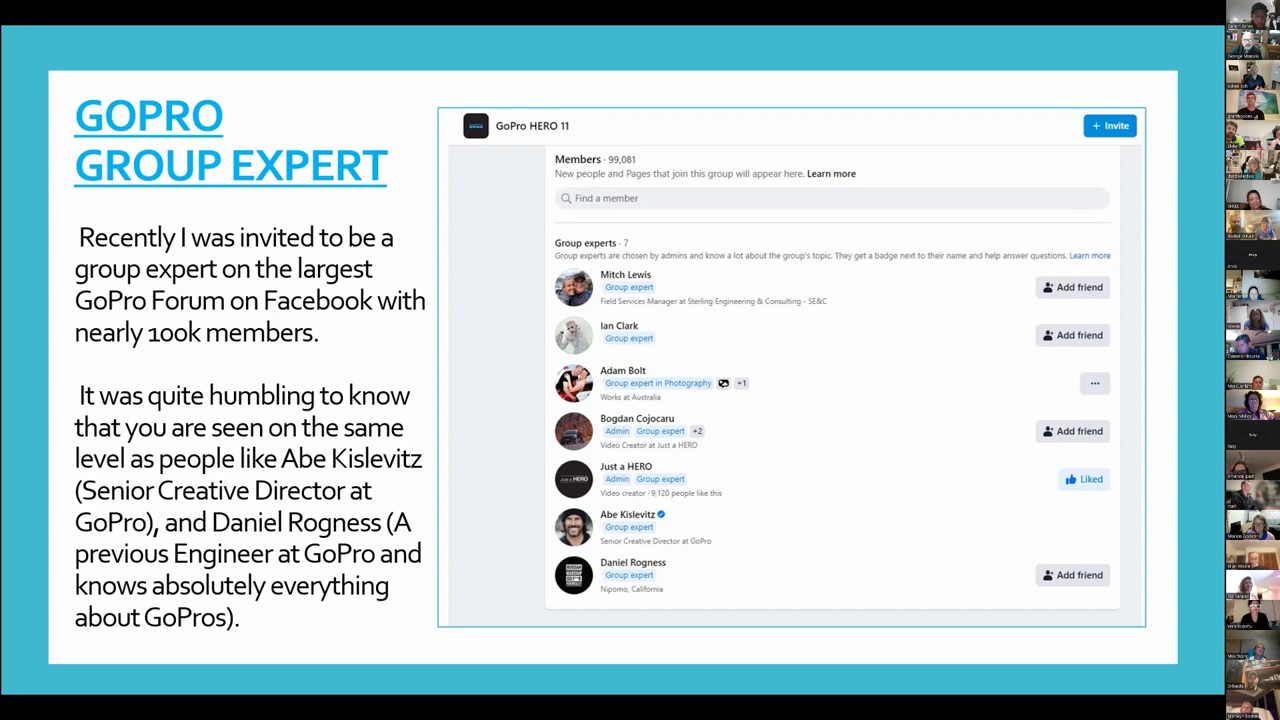 GOPRO
GROUP EXPERT
Recently I was invited to be a
group expert on the largest
GoPro Forum on Facebook with
nearly 100k members.
It was quite humbling to know
that you are seen on the same
level as people like Abe Kislevitz
(Senior Creative Director at
GoPro), and Daniel Rogness (A
previous Engineer at GoPro and
knows absolutely everything
about GoPros).
GoPro HERO 11
+ Invite
Members · 99,081
New people and Pages that join this group will appear here. Learn more
Find a member
Group experts · 7
Group experts are chosen by admins and know a lot about the group's topic. They get a badge next to their name and help answer questions. Learn more
Mitch Lewis
Group expert
Field Services Manager at Sterling Engineering & Consulting - SE&C
Add friend
Ian Clark
Group expert
Add friend
Adam Bolt
Group expert in Photography +1
Works at Australia
...
Bogdan Cojocaru
Admin Group expert +2
Video Creator at Just a HERO
Add friend
Just a HERO
Admin Group expert
Video creator · 9,120 people like this
Liked
Abe Kislevitz
Group expert
Senior Creative Director at GoPro
Daniel Rogness
Group expert
Nipomo, California
Add friend